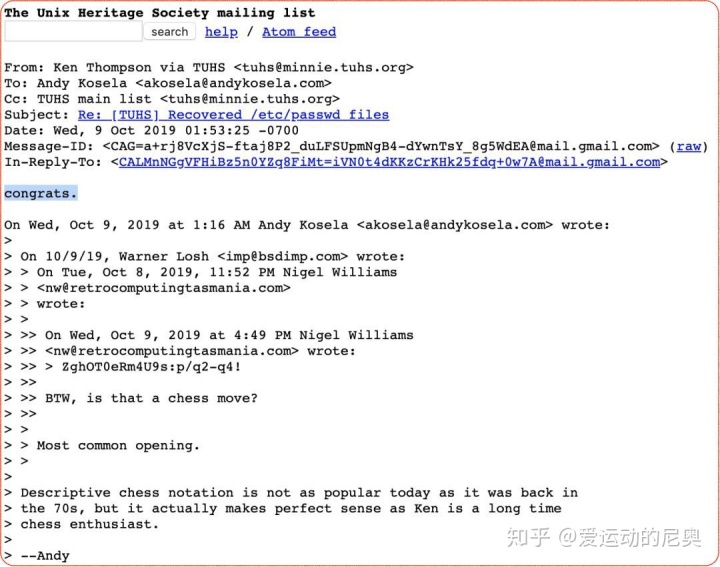 The Unix Heritage Society mailing list
search help / Atom feed
From: Ken Thompson via TUHS <tuhs@minnie.tuhs.org>
To: Andy Kosela <akosela@andykosela.com>
Cc: TUHS main list <tuhs@minnie.tuhs.org>
Subject: Re: [TUHS] Recovered /etc/passwd files
Date: Wed, 9 Oct 2019 01:53:25 -0700
Message-ID: <CAG=a+rj8VcXjS-ftaj8P2_duLFSUpmNgB4-dYwnTsY_8g5WdEA@mail.gmail.com> (raw)
In-Reply-To: <CALMnNGgVFHiBz5n0YZq8FiMt=iVN0t4dKKzCrKHk25fdq+0w7A@mail.gmail.com>
congrats.
On Wed, Oct 9, 2019 at 1:16 AM Andy Kosela <akosela@andykosela.com> wrote:
>
> On 10/9/19, Warner Losh <imp@bsdimp.com> wrote:
> > On Tue, Oct 8, 2019, 11:52 PM Nigel Williams
> > <nw@retrocomputingtasmania.com>
> > wrote:
> >
> >> On Wed, Oct 9, 2019 at 4:49 PM Nigel Williams
> >> <nw@retrocomputingtasmania.com> wrote:
> >> > ZghOT0eRm4U9s:p/q2-q4!
> >>
> >> BTW, is that a chess move?
> >>
> >
> > Most common opening.
> >
>
> Descriptive chess notation is not as popular today as it was back in
> the 70s, but it actually makes perfect sense as Ken is a long time
> chess enthusiast.
>
> --Andy
知乎 @爱运动的尼奥